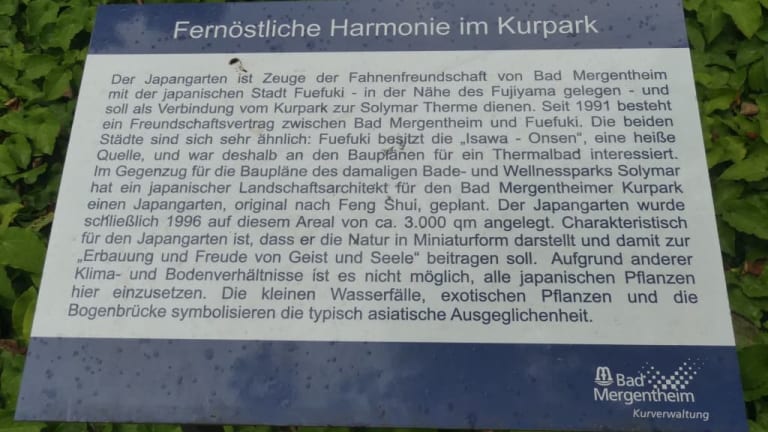 Fernöstliche Harmonie im Kurpark
Der Japangarten ist Zeuge der Fahnenfreundschaft von Bad Mergentheim
mit der japanischen Stadt Fuefuki - in der Nähe des Fujiyama gelegen - und
soll als Verbindung vom Kurpark zur Solymar Therme dienen. Seit 1991 besteht
ein Freundschaftsvertrag zwischen Bad Mergentheim und Fuefuki. Die beiden
Städte sind sich sehr ähnlich: Fuefuki besitzt die „Isawa - Onsen“, eine heiße
Quelle, und war deshalb an den Bauplänen für ein Thermalbad interessiert.
Im Gegenzug für die Baupläne des damaligen Bade- und Wellnessparks Solymar
hat ein japanischer Landschaftsarchitekt für den Bad Mergentheimer Kurpark
einen Japangarten, original nach Feng Shui, geplant. Der Japangarten wurde
schließlich 1996 auf diesem Areal von ca. 3.000 qm angelegt. Charakteristisch
für den Japangarten ist, dass er die Natur in Miniaturform darstellt und damit zur
„Erbauung und Freude von Geist und Seele“ beitragen soll. Aufgrund anderer
Klima- und Bodenverhältnisse ist es nicht möglich, alle japanischen Pflanzen
hier einzusetzen. Die kleinen Wasserfälle, exotischen Pflanzen und die
Bogenbrücke symbolisieren die typisch asiatische Ausgeglichenheit.
Bad
Mergentheim
Kurverwaltung